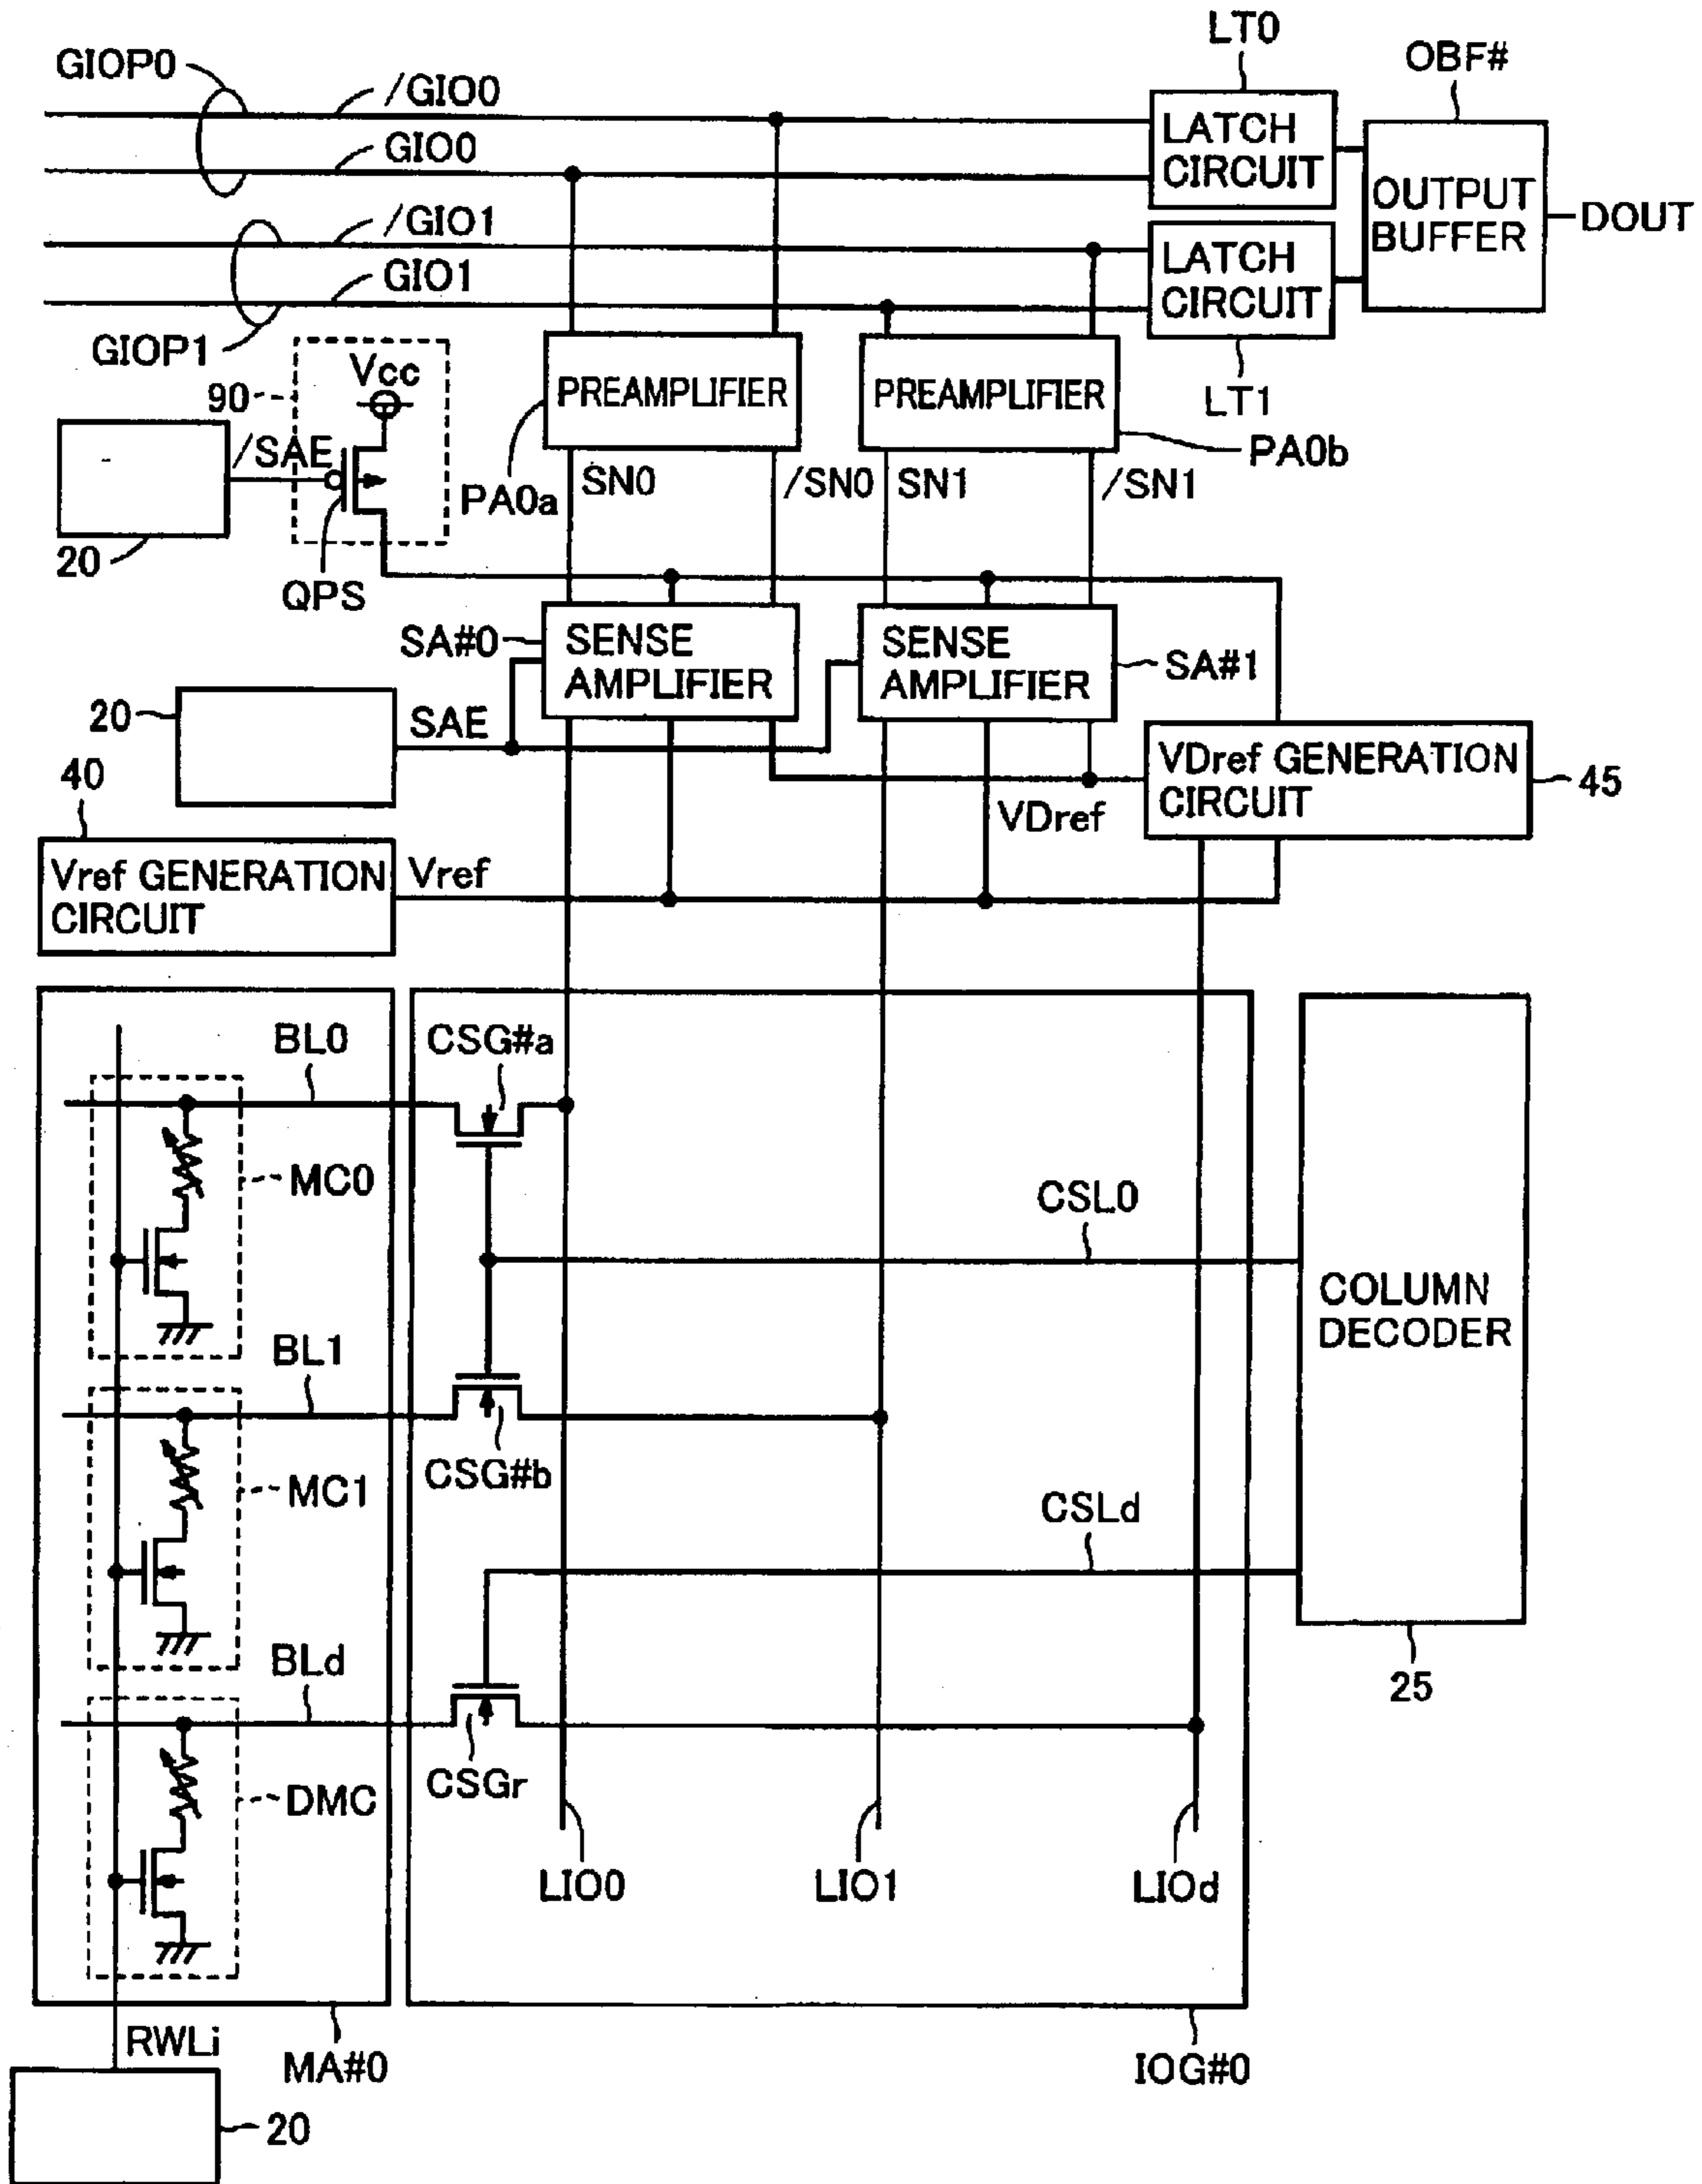 LT0
GIOP0
/GIO0
OBF#
LATCH
CIRCUIT
GIO0
OUTPUT
BUFFER
DOUT
/GIO1
LATCH
CIRCUIT
GIO1
GIOP1
Vcc
90
PREAMPLIFIER
PREAMPLIFIER
LT1
/SAE
PA0b
PA0a
SN0
/SN0
SN1
/SN1
20
QPS
SA#0
SENSE
AMPLIFIER
SENSE
AMPLIFIER
SA#1
20
SAE
40
VDref GENERATION
CIRCUIT
45
VDref
Vref GENERATION
CIRCUIT
Vref
BL0
CSG#a
MC0
CSL0
COLUMN
DECODER
BL1
CSG#b
MC1
CSLd
BLd
25
CSGr
DMC
LIO0
LIO1
LIOd
RWLi
MA#0
IOG#0
20